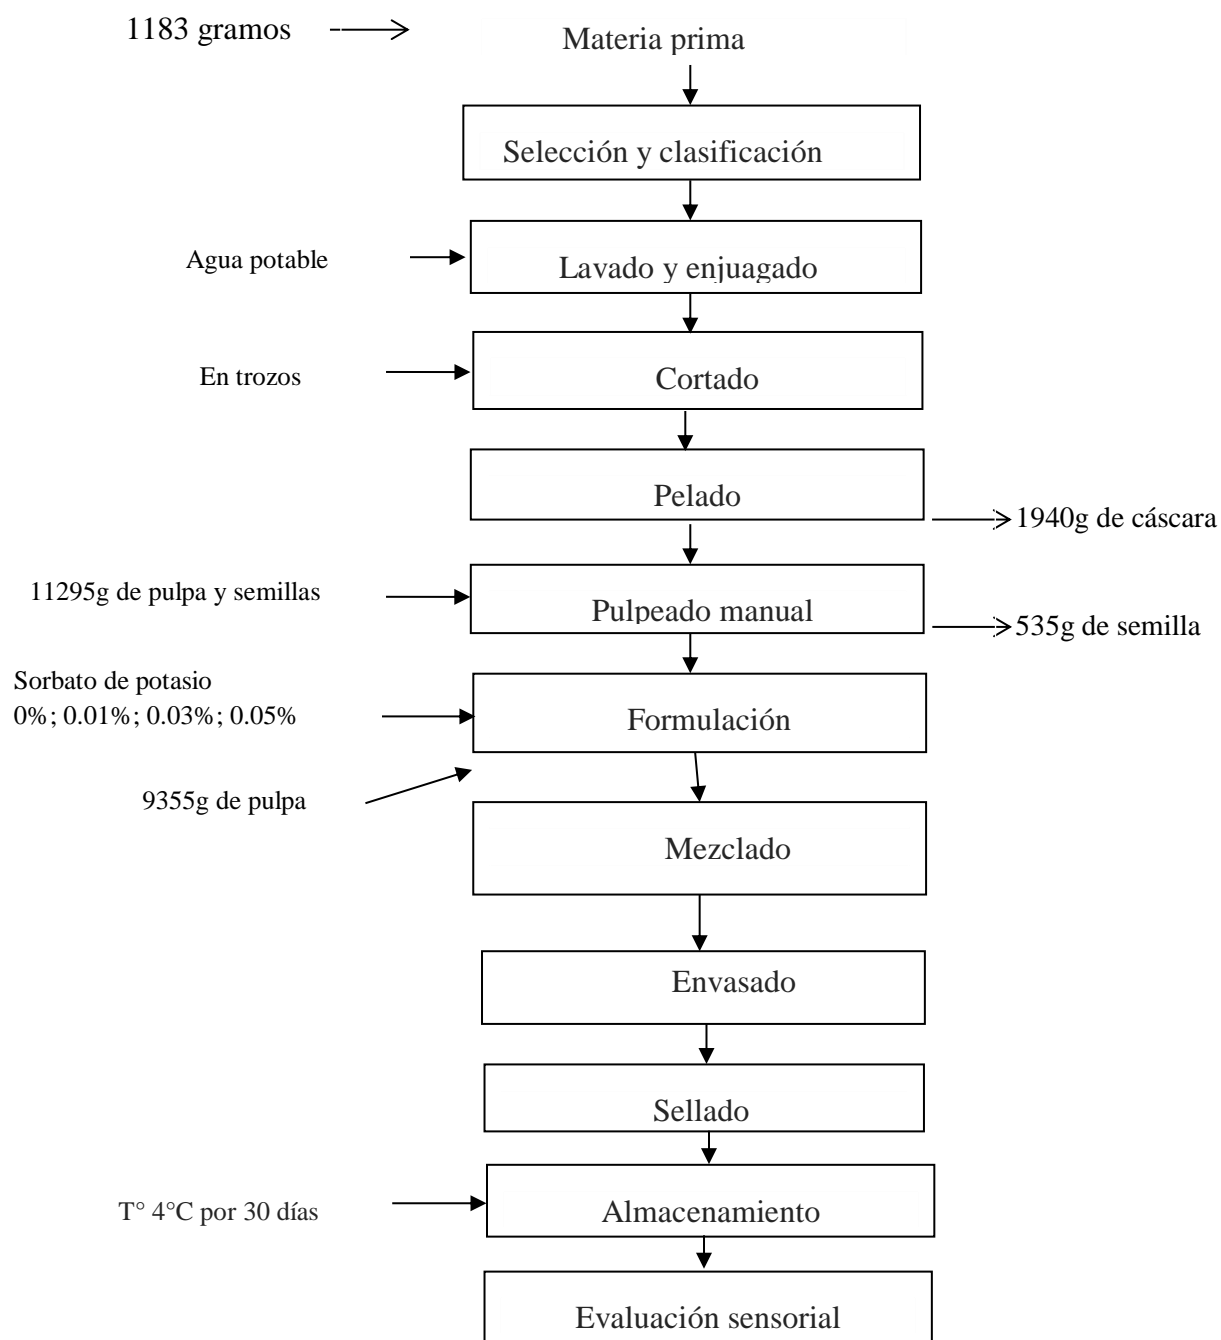 1183 gramos
Materia prima
Selección y clasificación
Agua potable
Lavado y enjuagado
En trozos
Cortado
Pelado
1940g de cáscara
11295g de pulpa y semillas
Pulpeado manual
535g de semilla
Sorbato de potasio
0%; 0.01%; 0.03%; 0.05%
Formulación
9355g de pulpa
Mezclado
Envasado
Sellado
T° 4°C por 30 días
Almacenamiento
Evaluación sensorial